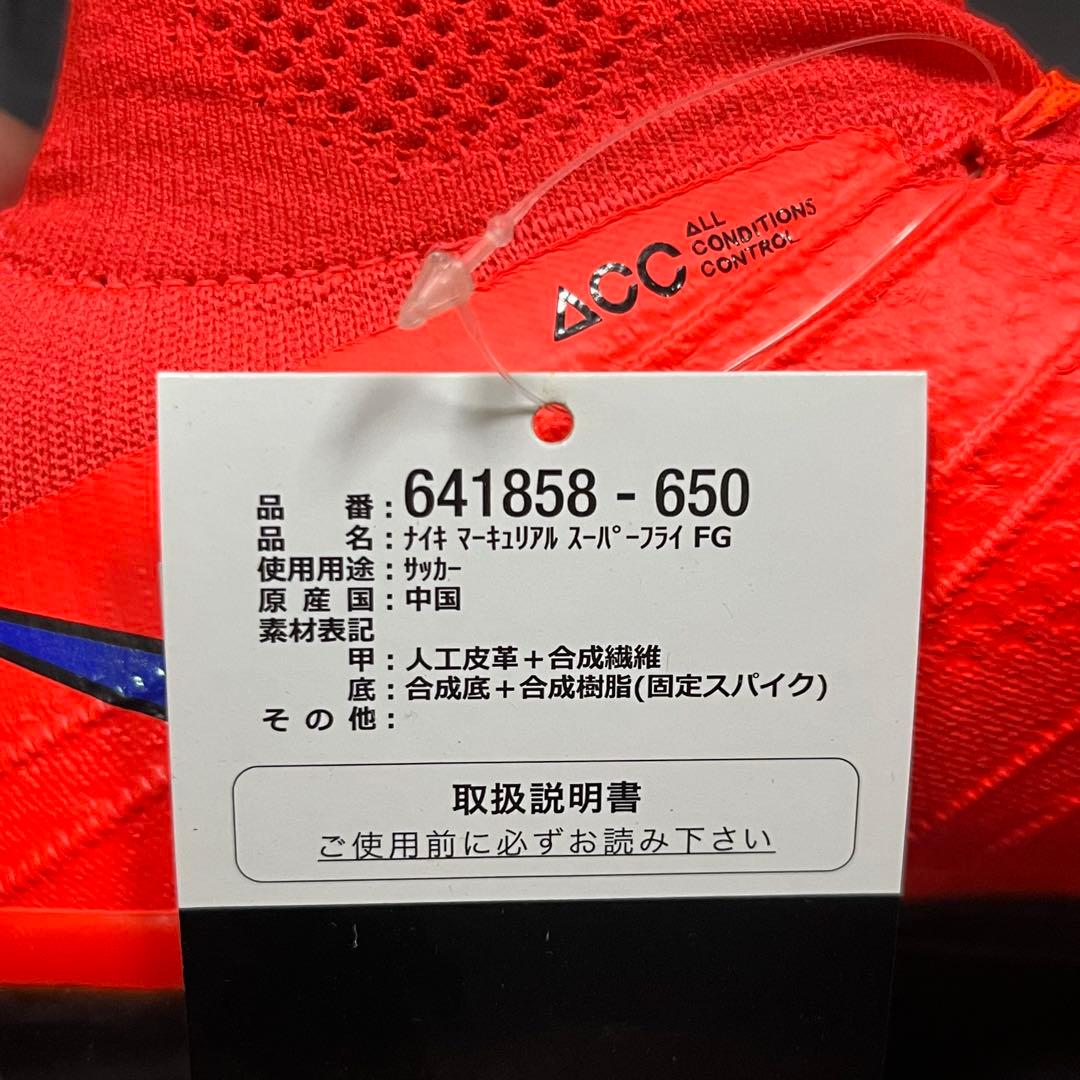 ACC ALL
CONDITIONS
CONTROL
品番:641858-650
品名:ﾅｲｷ ﾏｰｷｭﾘｱﾙ ｽｰﾊﾟｰﾌﾗｲ FG
使用用途:ｻｯｶｰ
原産国:中国
素材表記
甲:人工皮革+合成繊維
底:合成底+合成樹脂(固定スパイク)
その他:
取扱説明書
ご使用前に必ずお読み下さい